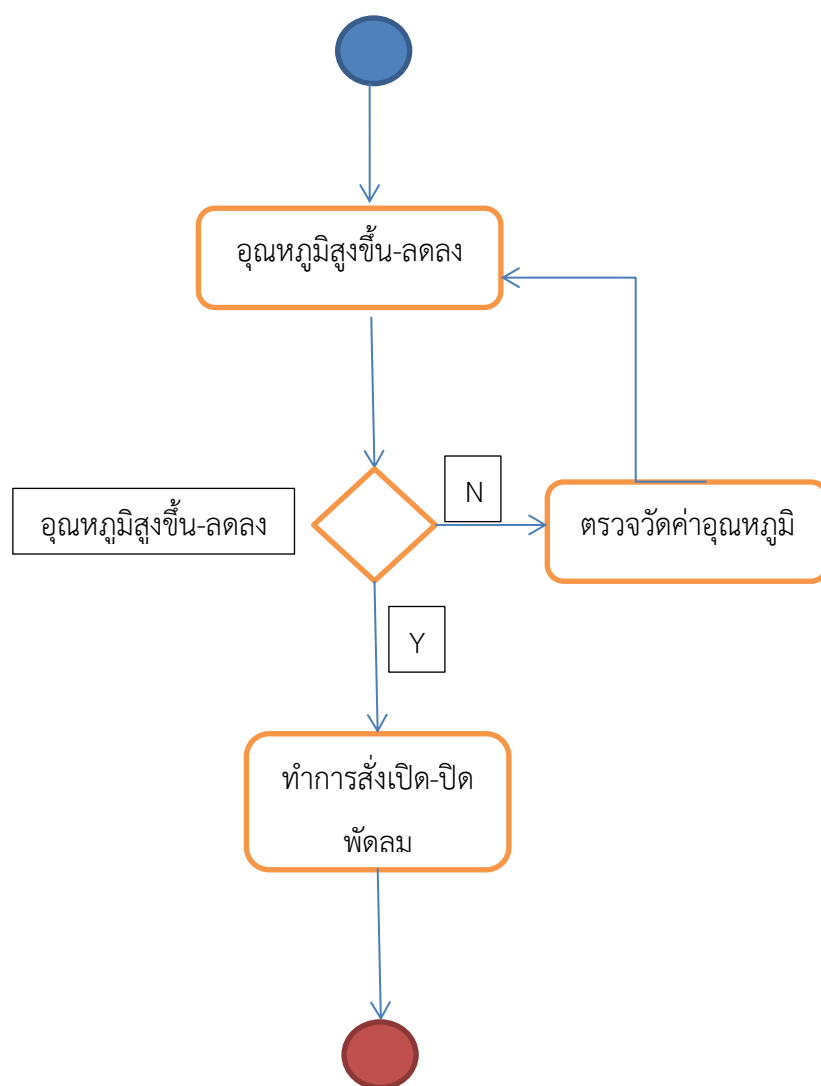 อุณหภูมิสูงขึ้น-ลดลง
N
อุณหภูมิสูงขึ้น-ลดลง
ตรวจวัดค่าอุณหภูมิ
Y
ทำการสั่งเปิด-ปิด
พัดลม